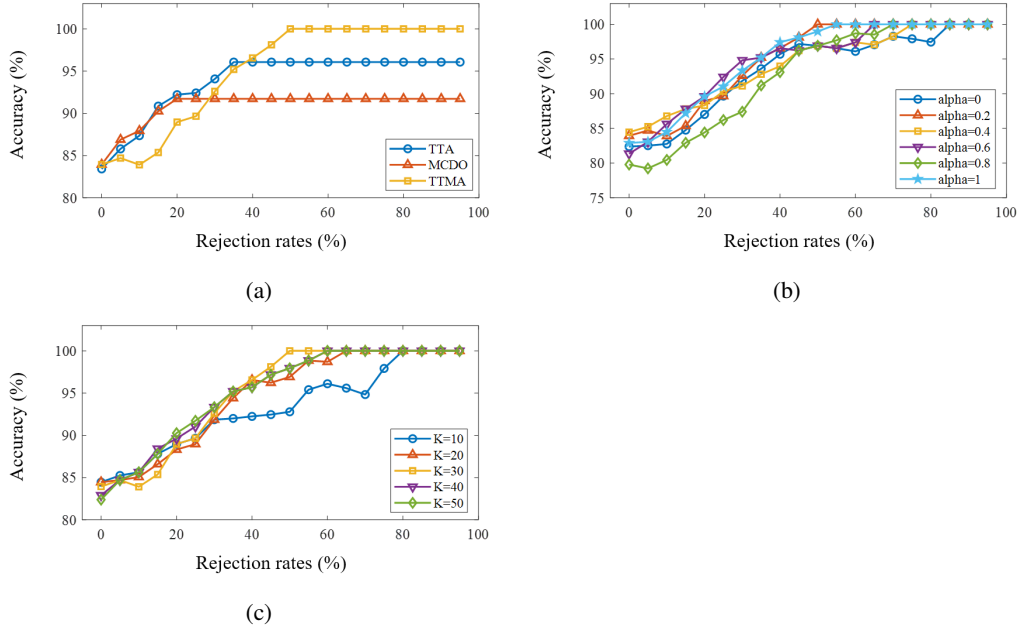 100
95
90
85
80
Accuracy (%)
0
20
40
60
80
100
Rejection rates (%)
TTA
MCDO
TTMA
(a)
100
95
90
85
80
75
Accuracy (%)
0
20
40
60
80
100
Rejection rates (%)
alpha=0
alpha=0.2
alpha=0.4
alpha=0.6
alpha=0.8
alpha=1
(b)
100
95
90
85
80
Accuracy (%)
0
20
40
60
80
100
Rejection rates (%)
K=10
K=20
K=30
K=40
K=50
(c)